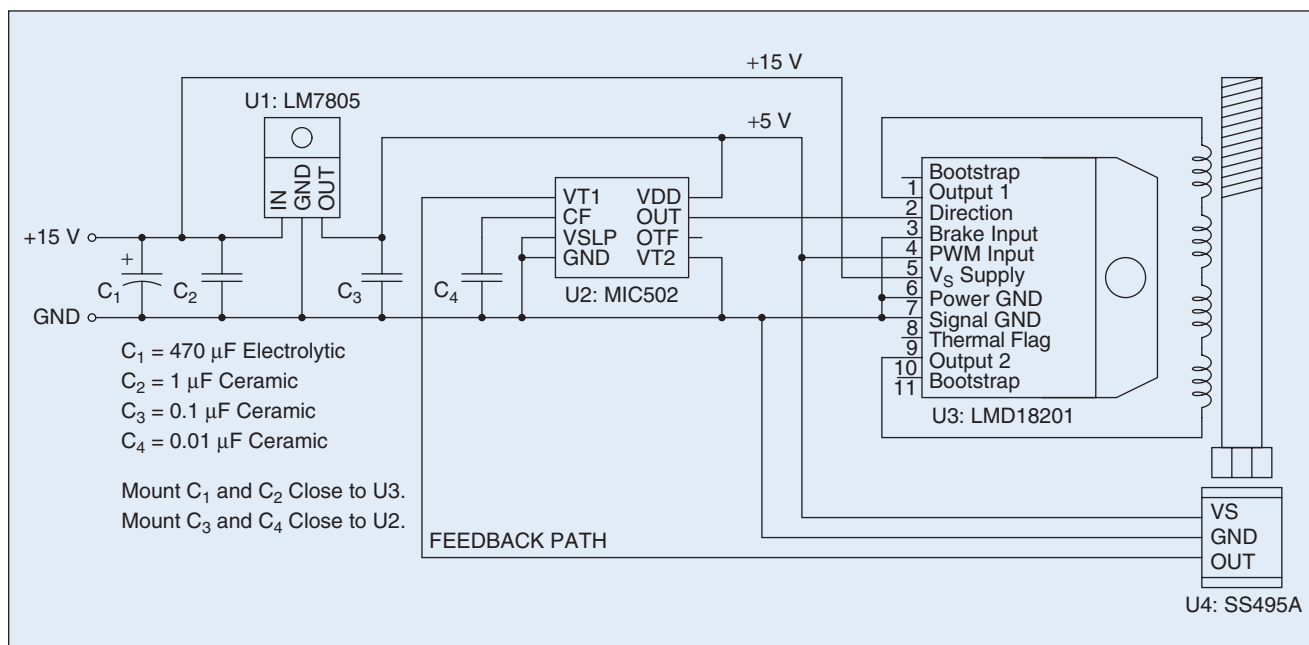 +15 V
U1: LM7805
+5 V
IN
GND
OUT
+15 V
GND
+
C1
C2
C3
C4
VT1 VDD
CF OUT
VSLP OTF
GND VT2
U2: MIC502
Bootstrap
1 Output 1
2 Direction
3 Brake Input
4 PWM Input
5 VS Supply
6 Power GND
7 Signal GND
8 Thermal Flag
9 Output 2
10 Bootstrap
11
U3: LMD18201
C1 = 470 μF Electrolytic
C2 = 1 μF Ceramic
C3 = 0.1 μF Ceramic
C4 = 0.01 μF Ceramic
Mount C1 and C2 Close to U3.
Mount C3 and C4 Close to U2.
FEEDBACK PATH
VS
GND
OUT
U4: SS495A